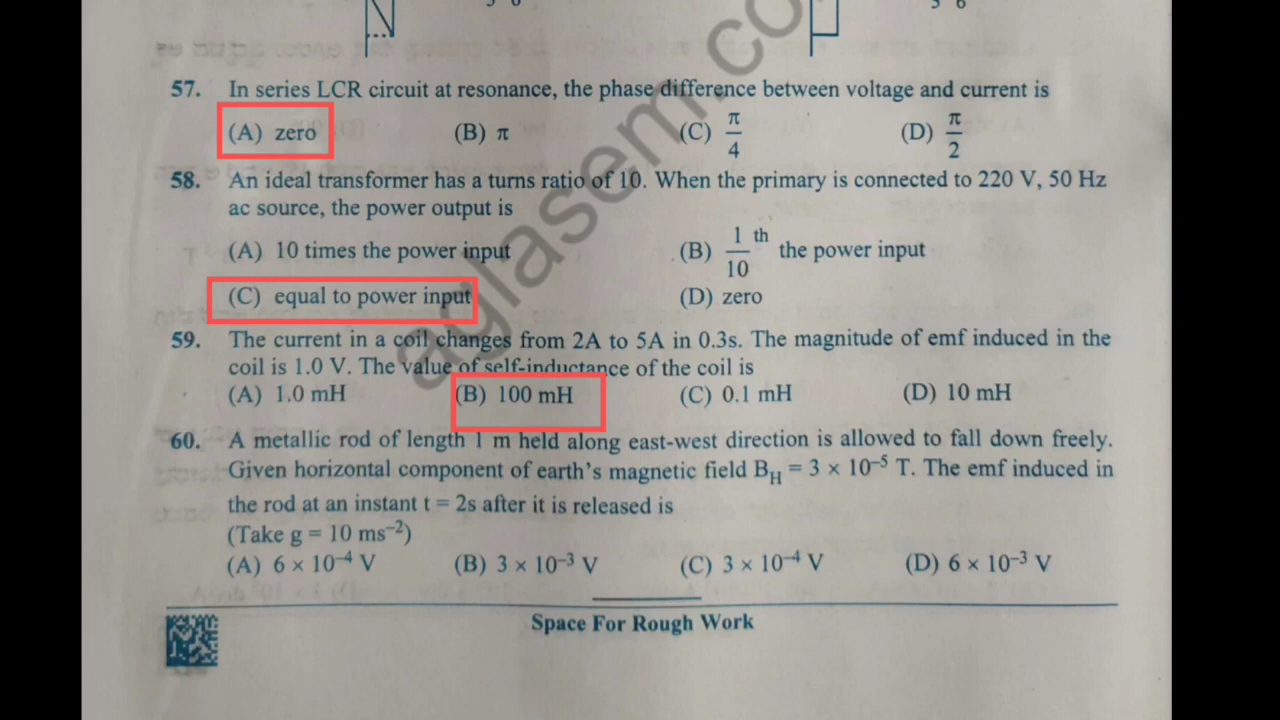 57. In series LCR circuit at resonance, the phase difference between voltage and current is
(A) zero (B) π (C) π/4 (D) π/2
58. An ideal transformer has a turns ratio of 10. When the primary is connected to 220 V, 50 Hz
ac source, the power output is
(A) 10 times the power input (B) 1/10 th the power input
(C) equal to power input (D) zero
59. The current in a coil changes from 2A to 5A in 0.3s. The magnitude of emf induced in the
coil is 1.0 V. The value of self-inductance of the coil is
(A) 1.0 mH (B) 100 mH (C) 0.1 mH (D) 10 mH
60. A metallic rod of length 1 m held along east-west direction is allowed to fall down freely.
Given horizontal component of earth's magnetic field B_H = 3 × 10⁻⁵ T. The emf induced in
the rod at an instant t = 2s after it is released is
(Take g = 10 ms⁻²)
(A) 6 × 10⁻⁴ V (B) 3 × 10⁻³ V (C) 3 × 10⁻⁴ V (D) 6 × 10⁻³ V
Space For Rough Work
aglasem.co